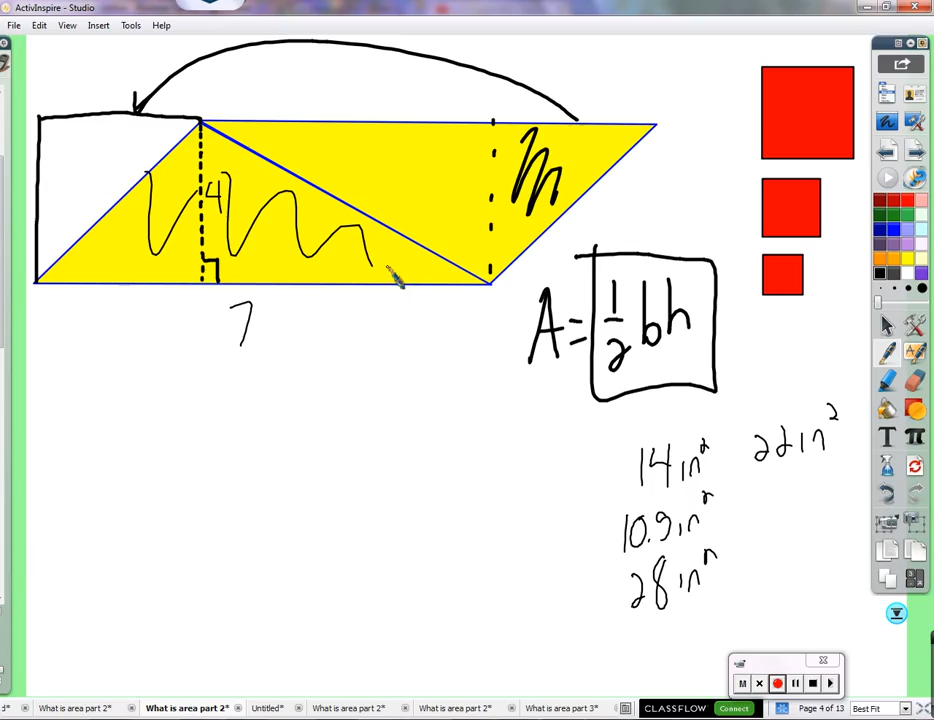 ActivInspire - Studio
File Edit View Insert Tools Help
4
7
A = 1/2 bh
14 in² 22 in²
10.9 in²
28 in²
M
d* What is area part 2* What is area part 2* Untitled* What is area part 2* What is area part 2* What is area part 3* CLASSFLOW Connect Page 4 of 13 Best Fit